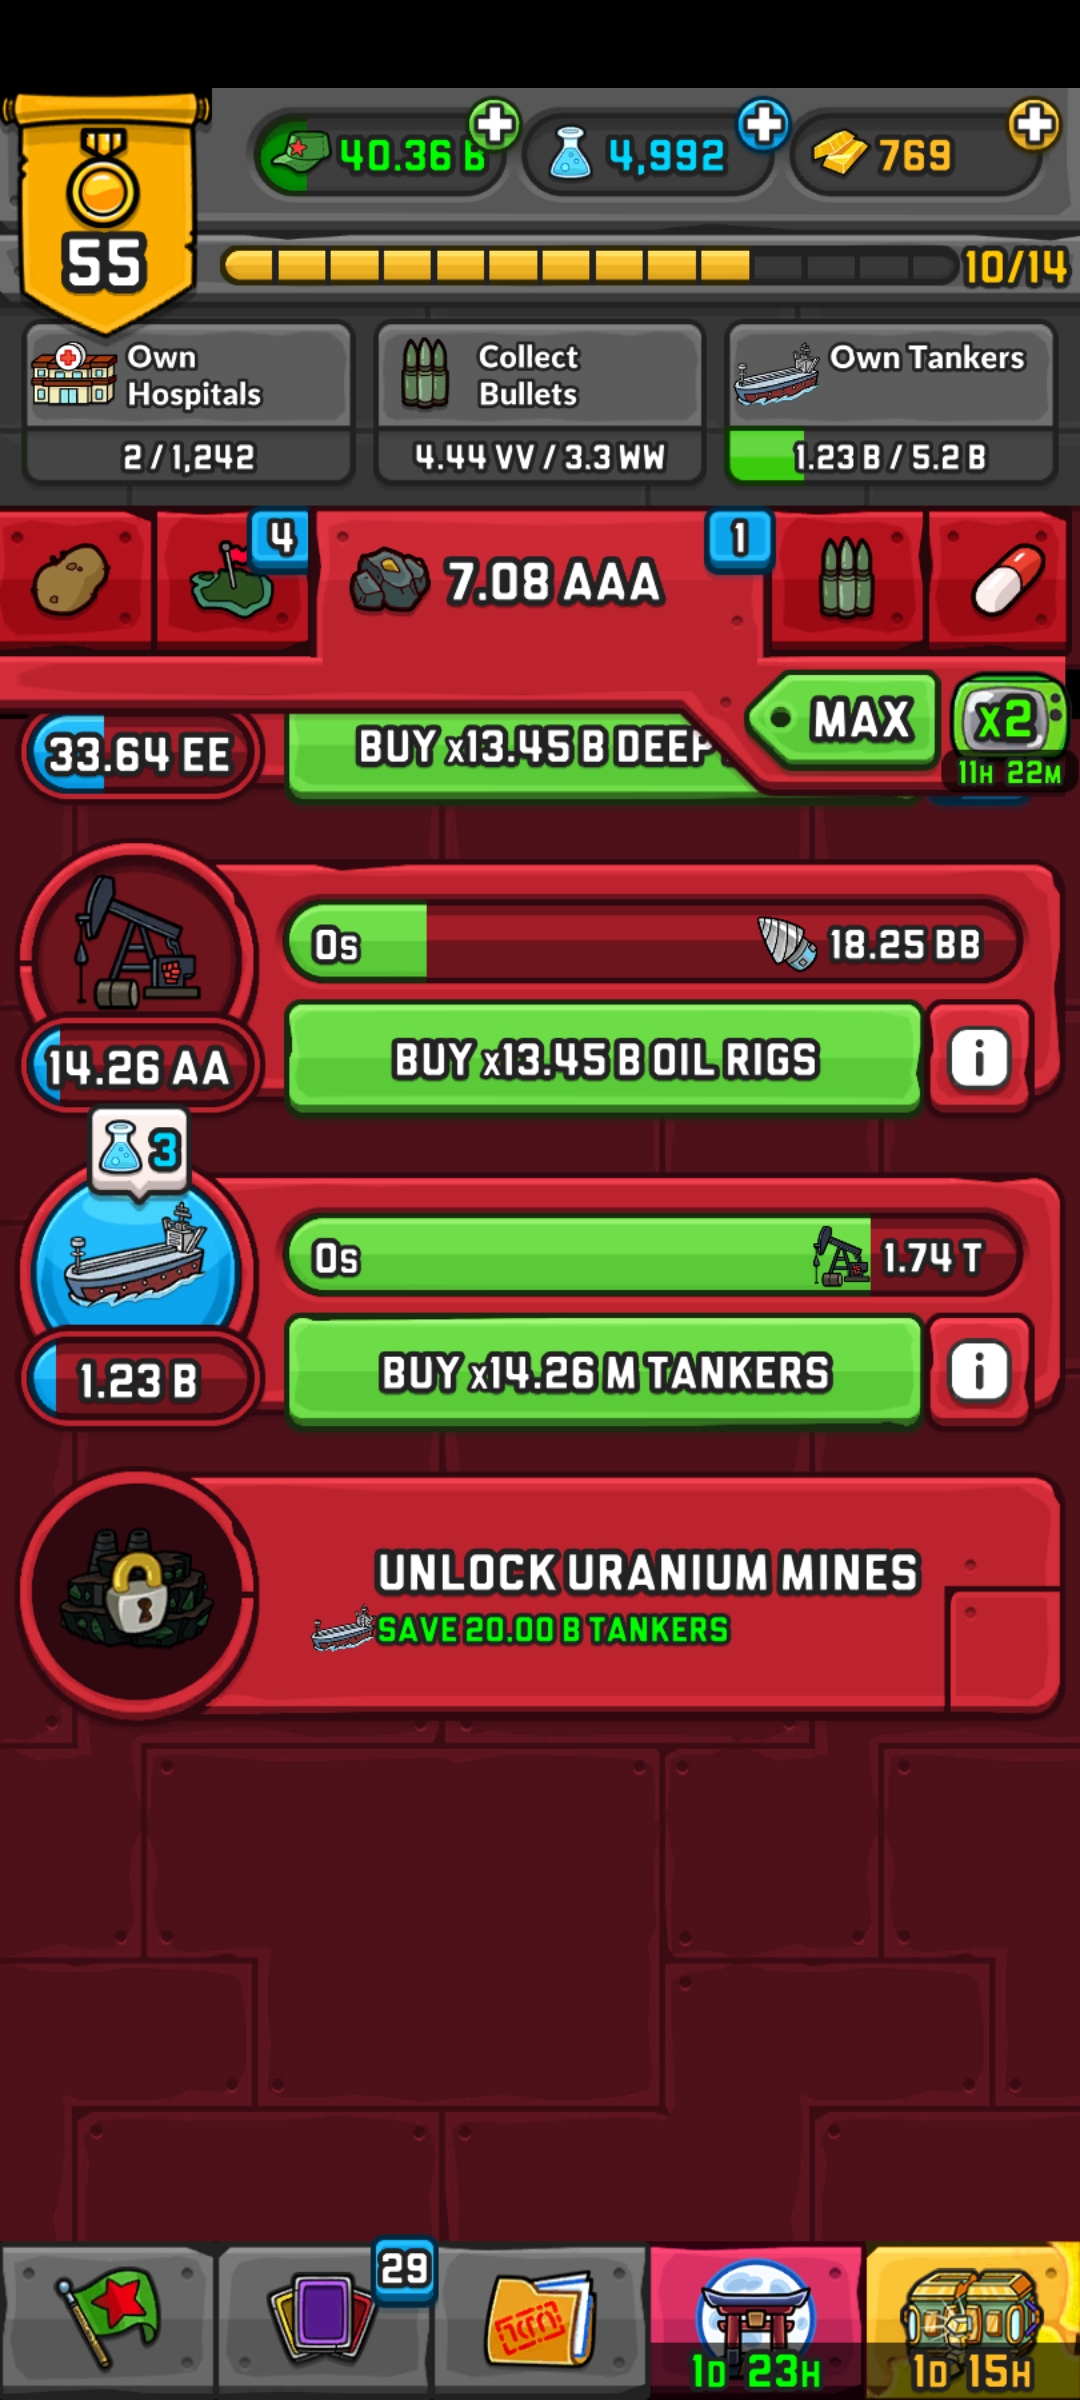 40.36 B
4,992
769
55
10/14
Own
Hospitals
2 / 1,242
Collect
Bullets
4.44 VV / 3.3 WW
Own Tankers
1.23 B / 5.2 B
4
7.08 AAA
1
MAX
x2
11H 22M
33.64 EE
BUY x13.45 B DEEP
0s
18.25 BB
14.26 AA
BUY x13.45 B OIL RIGS
i
3
0s
1.74 T
1.23 B
BUY x14.26 M TANKERS
i
UNLOCK URANIUM MINES
SAVE 20.00 B TANKERS
29
1D 23H
1D 15H